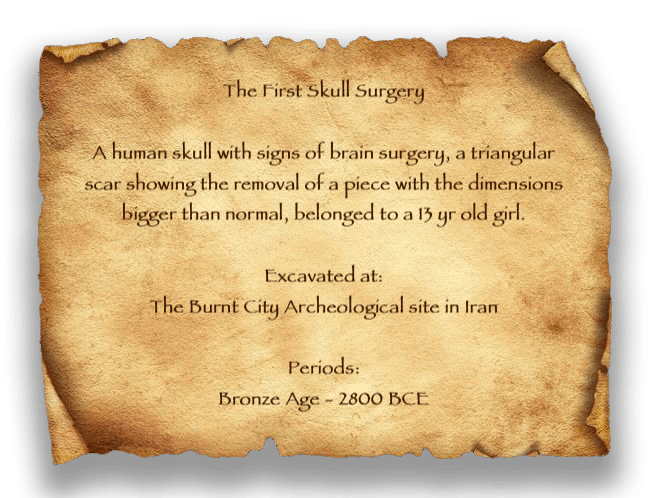 The First Skull Surgery
A human skull with signs of brain surgery, a triangular
scar showing the removal of a piece with the dimensions
bigger than normal, belonged to a 13 yr old girl.
Excavated at:
The Burnt City Archeological site in Iran
Periods:
Bronze Age - 2800 BCE